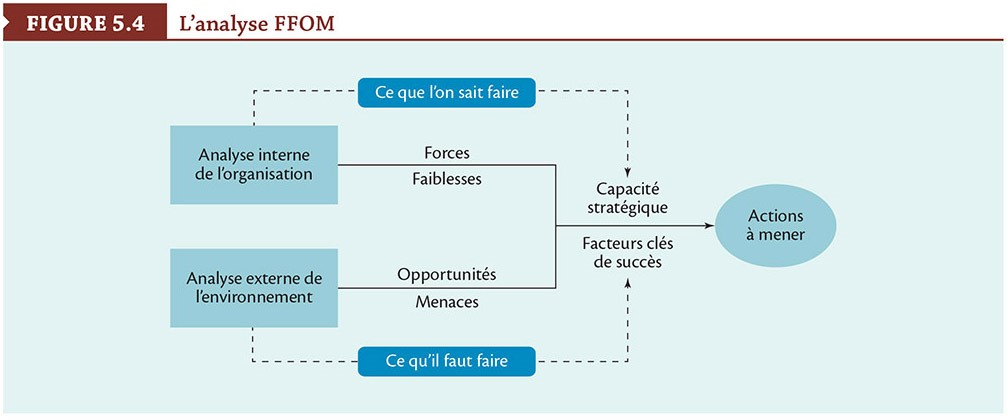 FIGURE 5.4 L’analyse FFOM
Ce que l’on sait faire
Analyse interne
de l’organisation
Forces
Faiblesses
Capacité
stratégique
Actions
à mener
Facteurs clés
de succès
Analyse externe de
l’environnement
Opportunités
Menaces
Ce qu’il faut faire